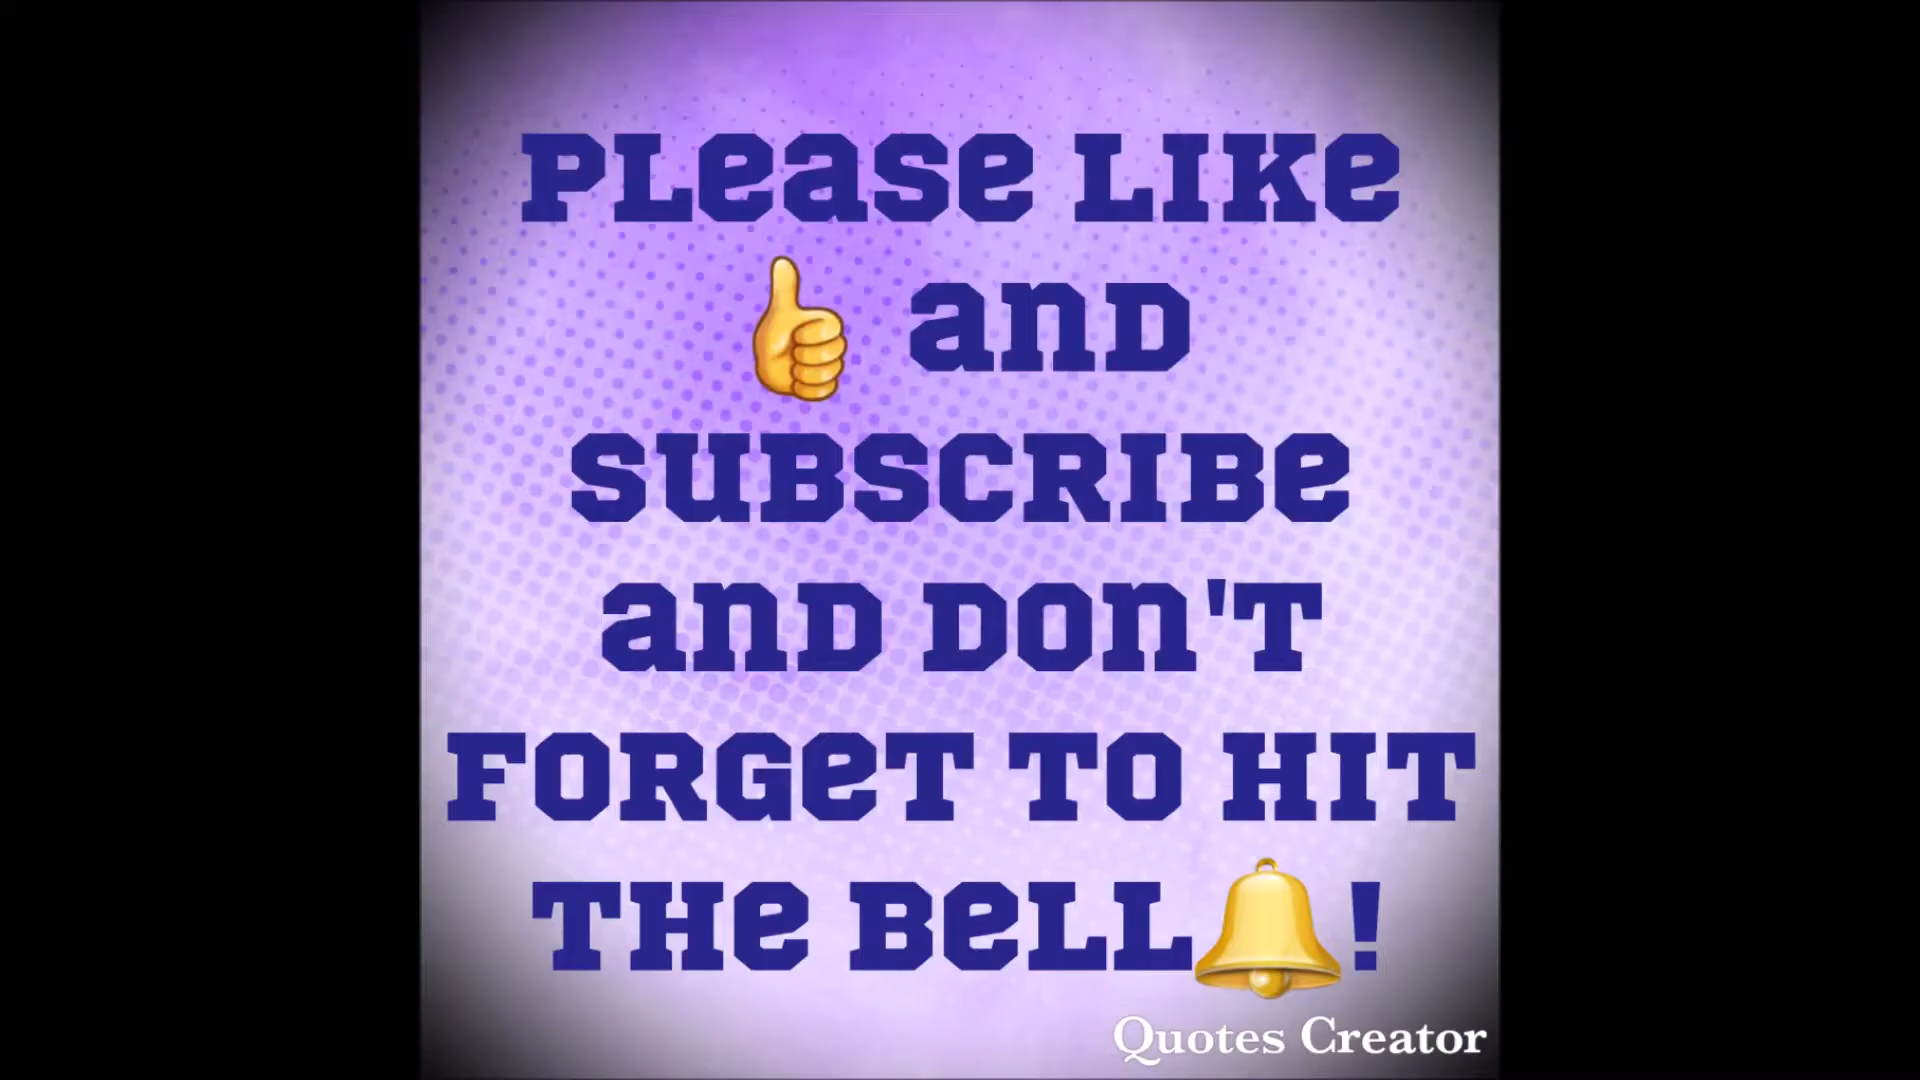 Please Like
👍 and
subscribe
and don't
forget to hit
the bell🔔!
Quotes Creator